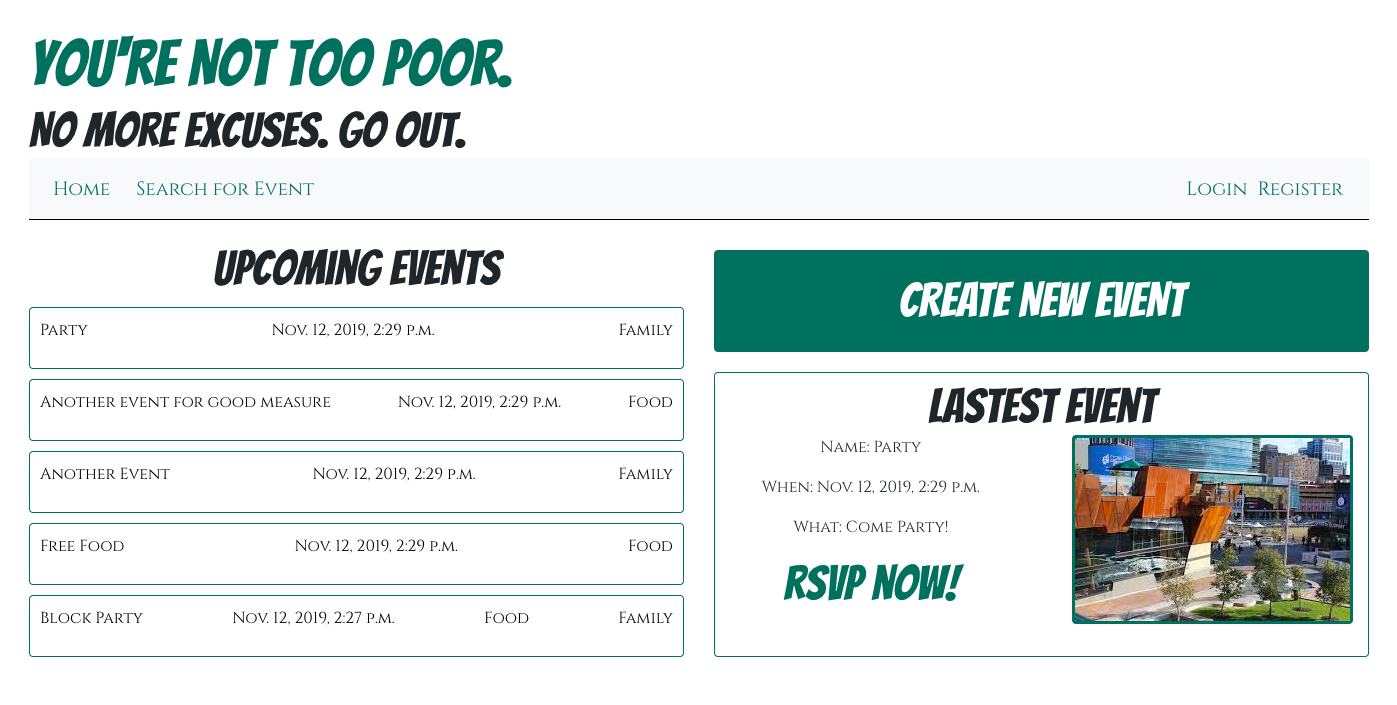 YOU'RE NOT TOO POOR.
NO MORE EXCUSES. GO OUT.
Home Search for Event Login Register
UPCOMING EVENTS
Party Nov. 12, 2019, 2:29 p.m. Family
Another event for good measure Nov. 12, 2019, 2:29 p.m. Food
Another Event Nov. 12, 2019, 2:29 p.m. Family
Free Food Nov. 12, 2019, 2:29 p.m. Food
Block Party Nov. 12, 2019, 2:27 p.m. Food Family
CREATE NEW EVENT
LASTEST EVENT
Name: Party
When: Nov. 12, 2019, 2:29 p.m.
What: Come Party!
RSVP NOW!